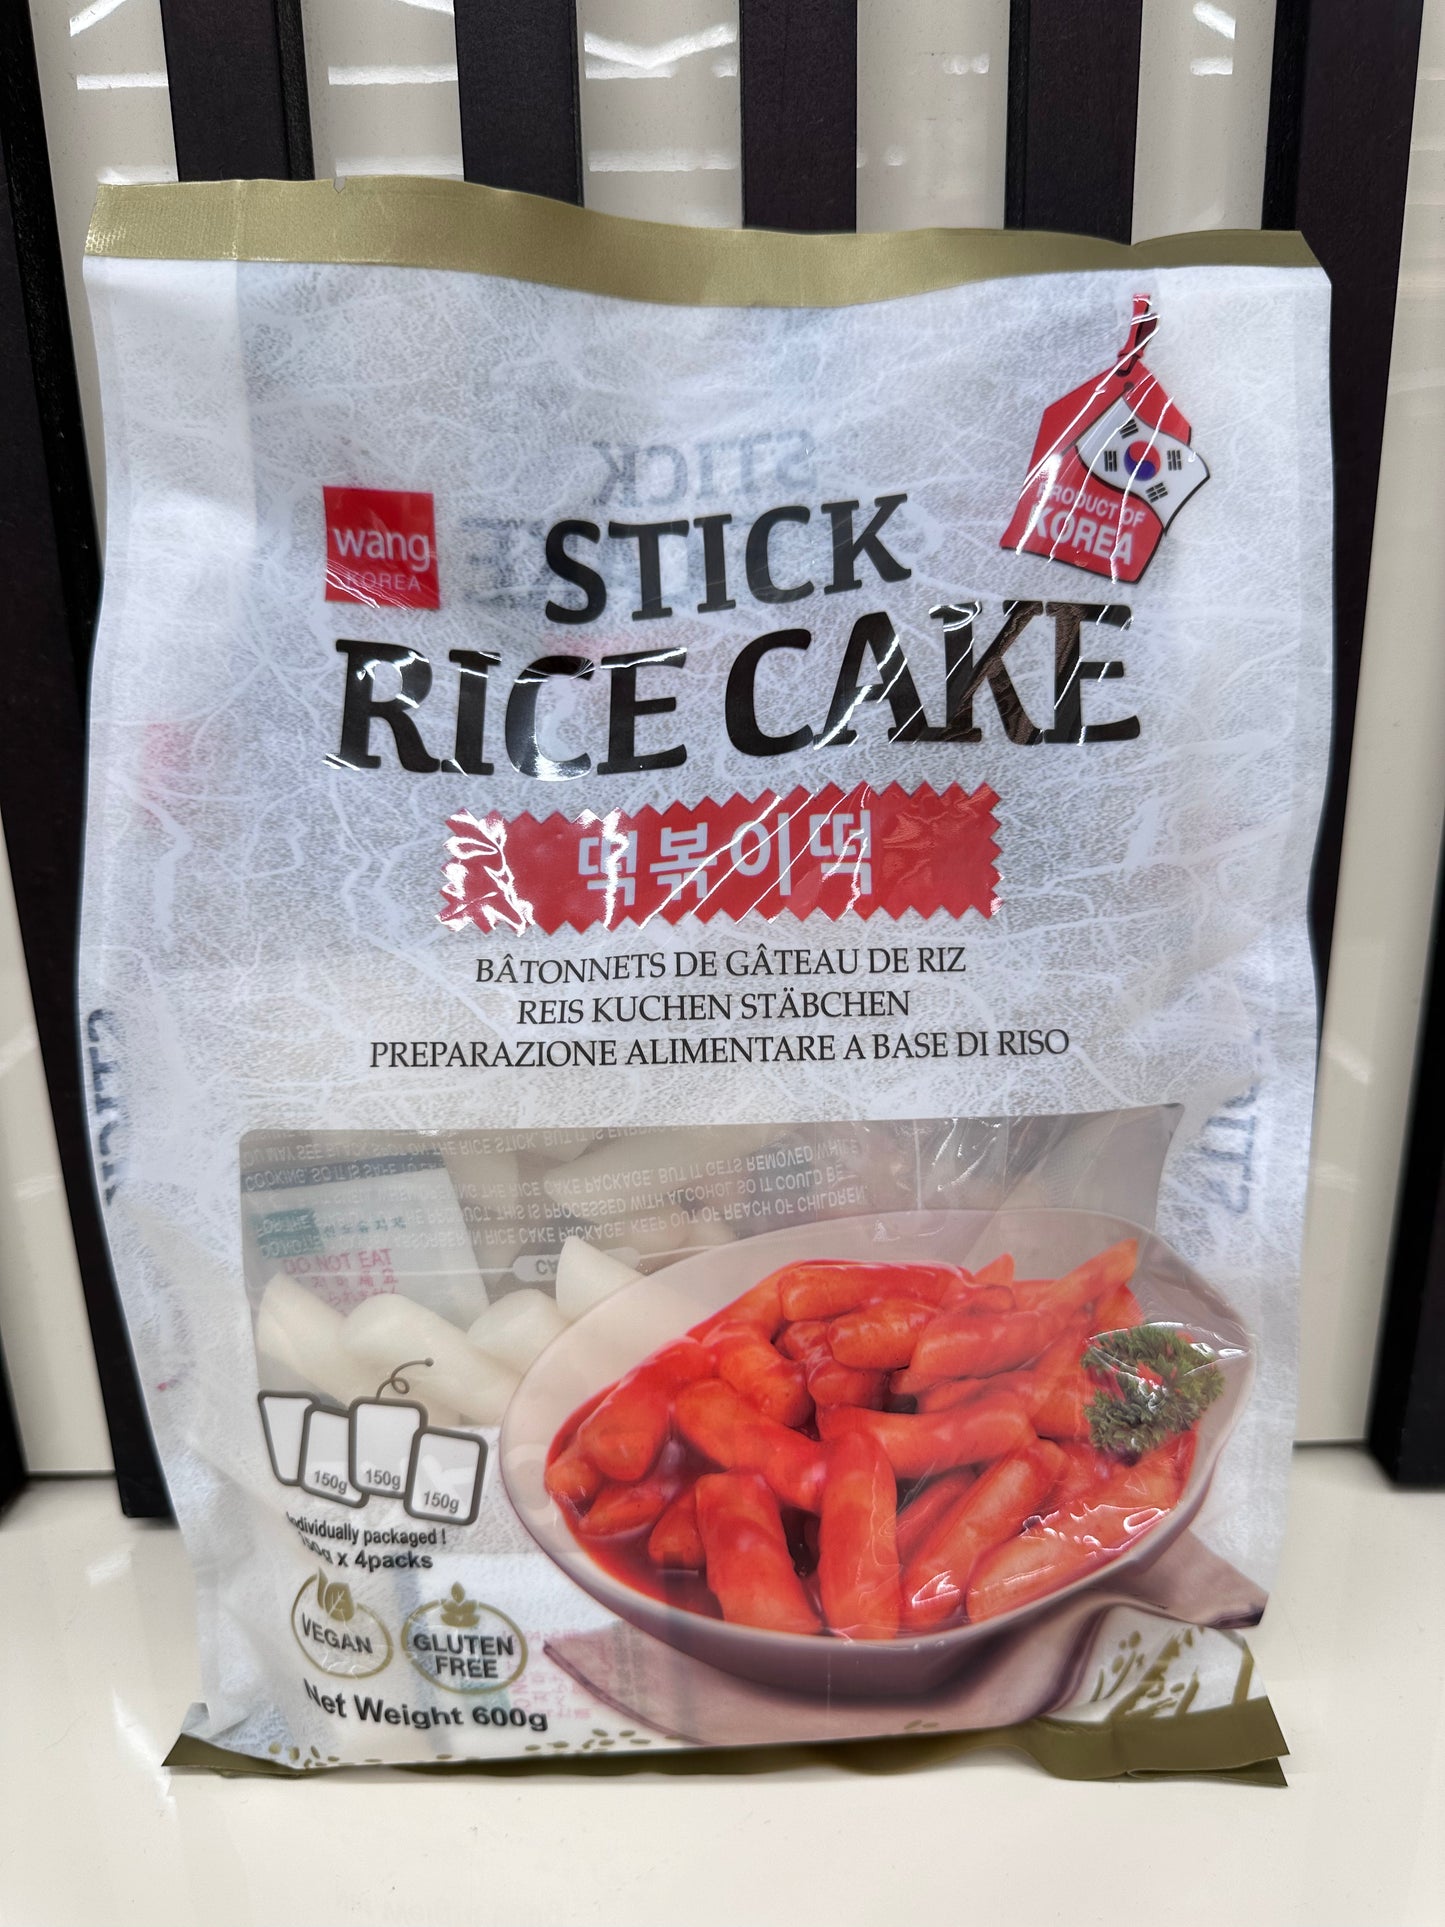 wang
KOREA
PRODUCT OF
KOREA
STICK
RICE CAKE
떡볶이떡
BÂTONNETS DE GÂTEAU DE RIZ
REIS KUCHEN STÄBCHEN
PREPARAZIONE ALIMENTARE A BASE DI RISO
DO NOT EAT
150g
150g
150g
Individually packaged !
150g x 4packs
VEGAN
GLUTEN
FREE
Net Weight 600g